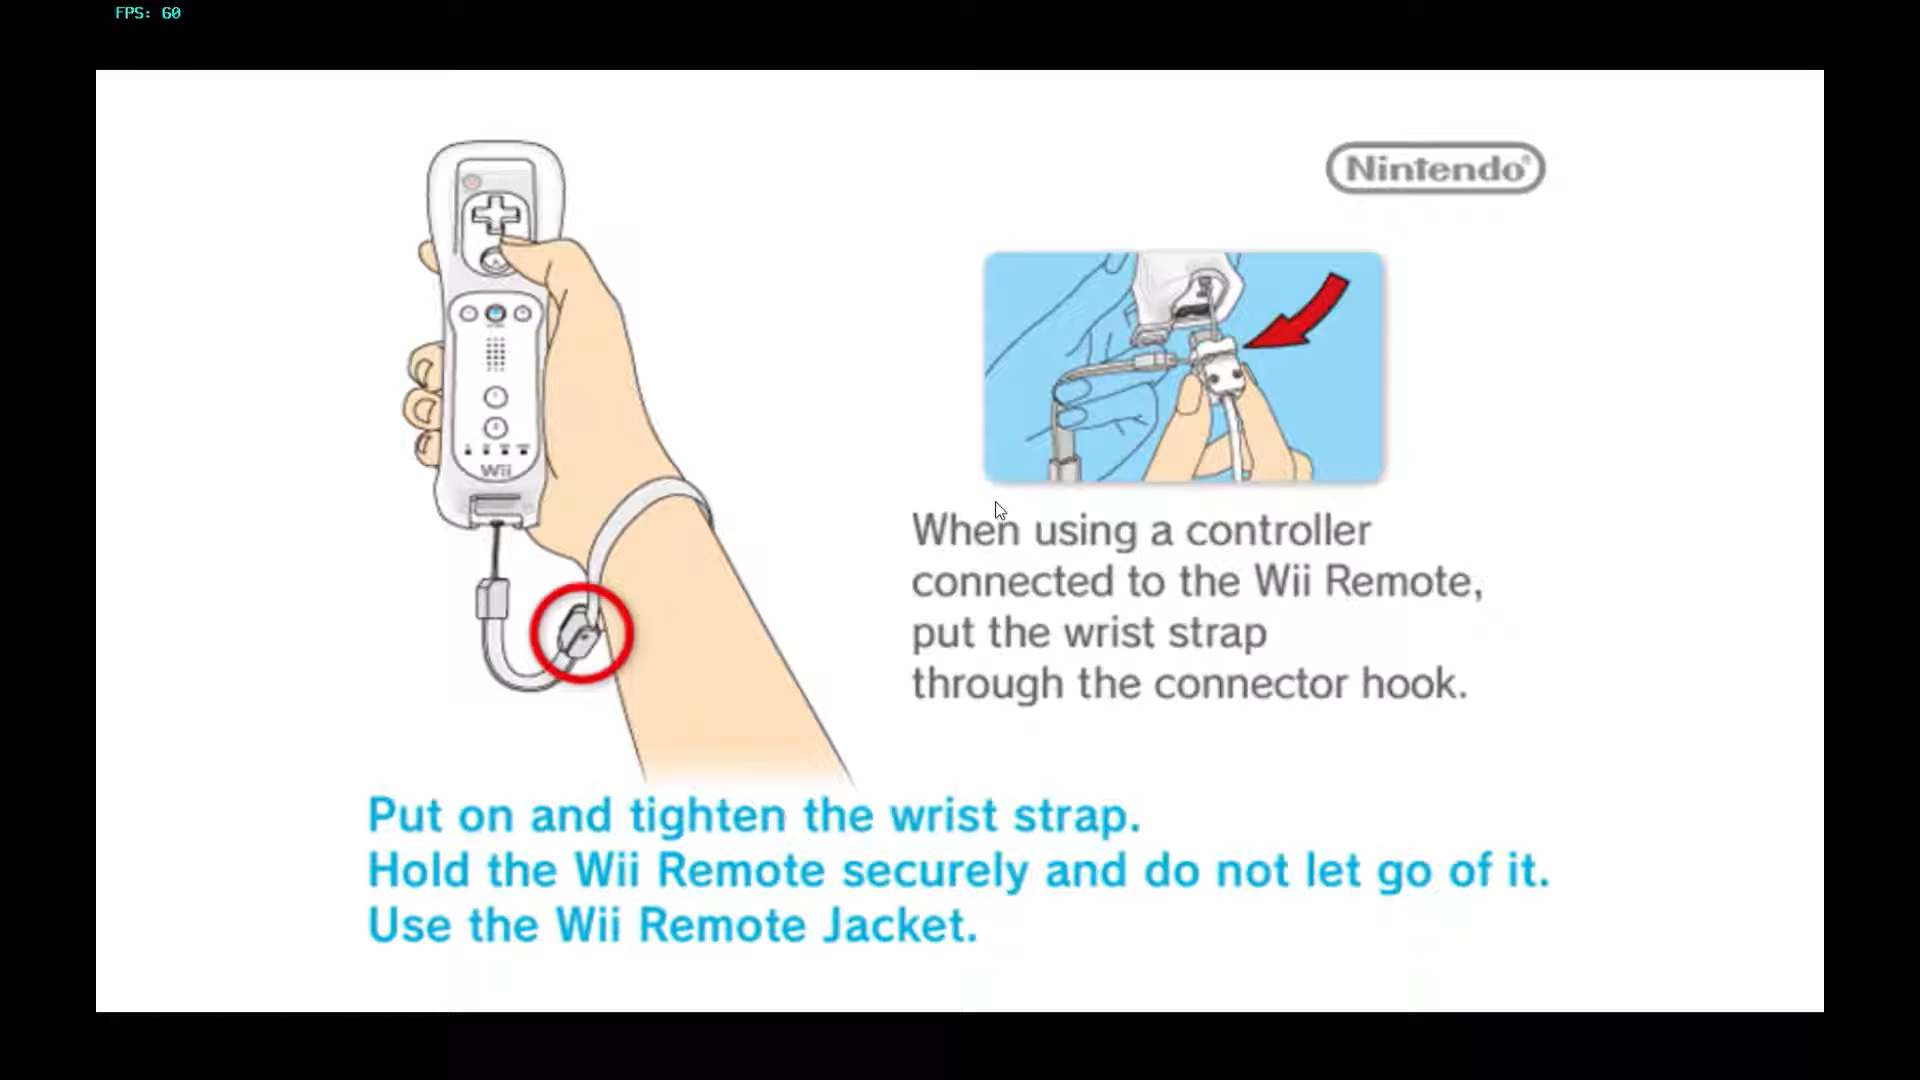 FPS: 60
Nintendo®
Wii
When using a controller
connected to the Wii Remote,
put the wrist strap
through the connector hook.
Put on and tighten the wrist strap.
Hold the Wii Remote securely and do not let go of it.
Use the Wii Remote Jacket.